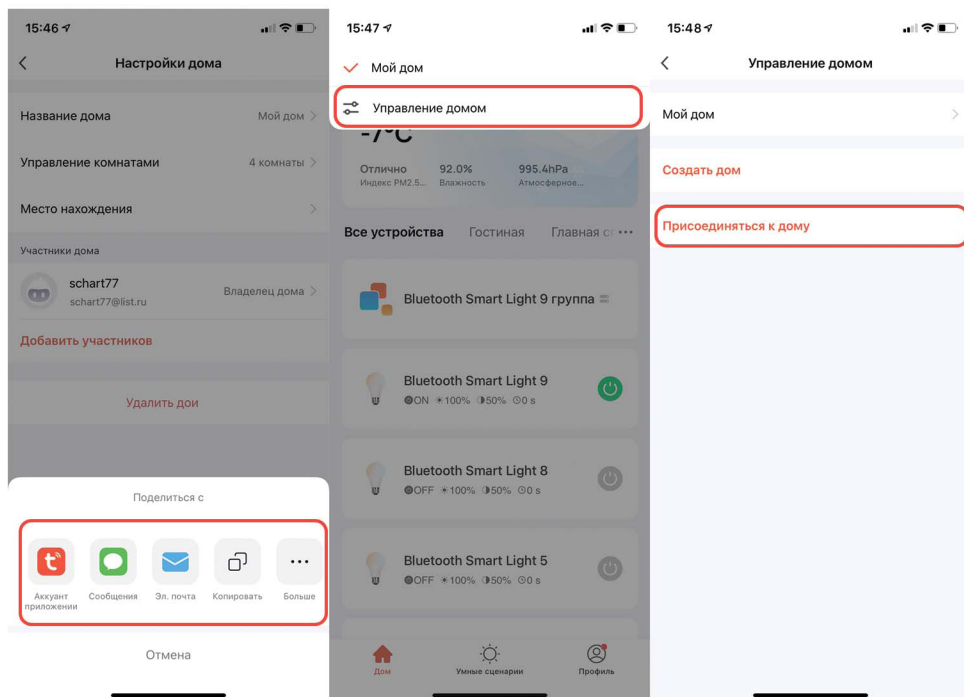 15:46
Настройки дома
Название дома
Мой дом
Управление комнатами
4 комнаты
Место нахождения
Участники дома
schart77
schart77@list.ru
Владелец дома
Добавить участников
Удалить дои
Поделиться с
Аккуант приложении
Сообщения
Эл. почта
Копировать
Больше
Отмена
15:47
Мой дом
Управление домом
-7°C
Отлично
92.0%
995.4hPa
Индекс PM2.5...
Влажность
Атмосферное...
Все устройства
Гостиная
Главная с
Bluetooth Smart Light 9 группа
Bluetooth Smart Light 9
ON 100% 50% 0 s
Bluetooth Smart Light 8
OFF 100% 50% 0 s
Bluetooth Smart Light 5
OFF 100% 50% 0 s
Дом
Умные сценарии
Профиль
15:48
Управление домом
Мой дом
Создать дом
Присоединяться к дому